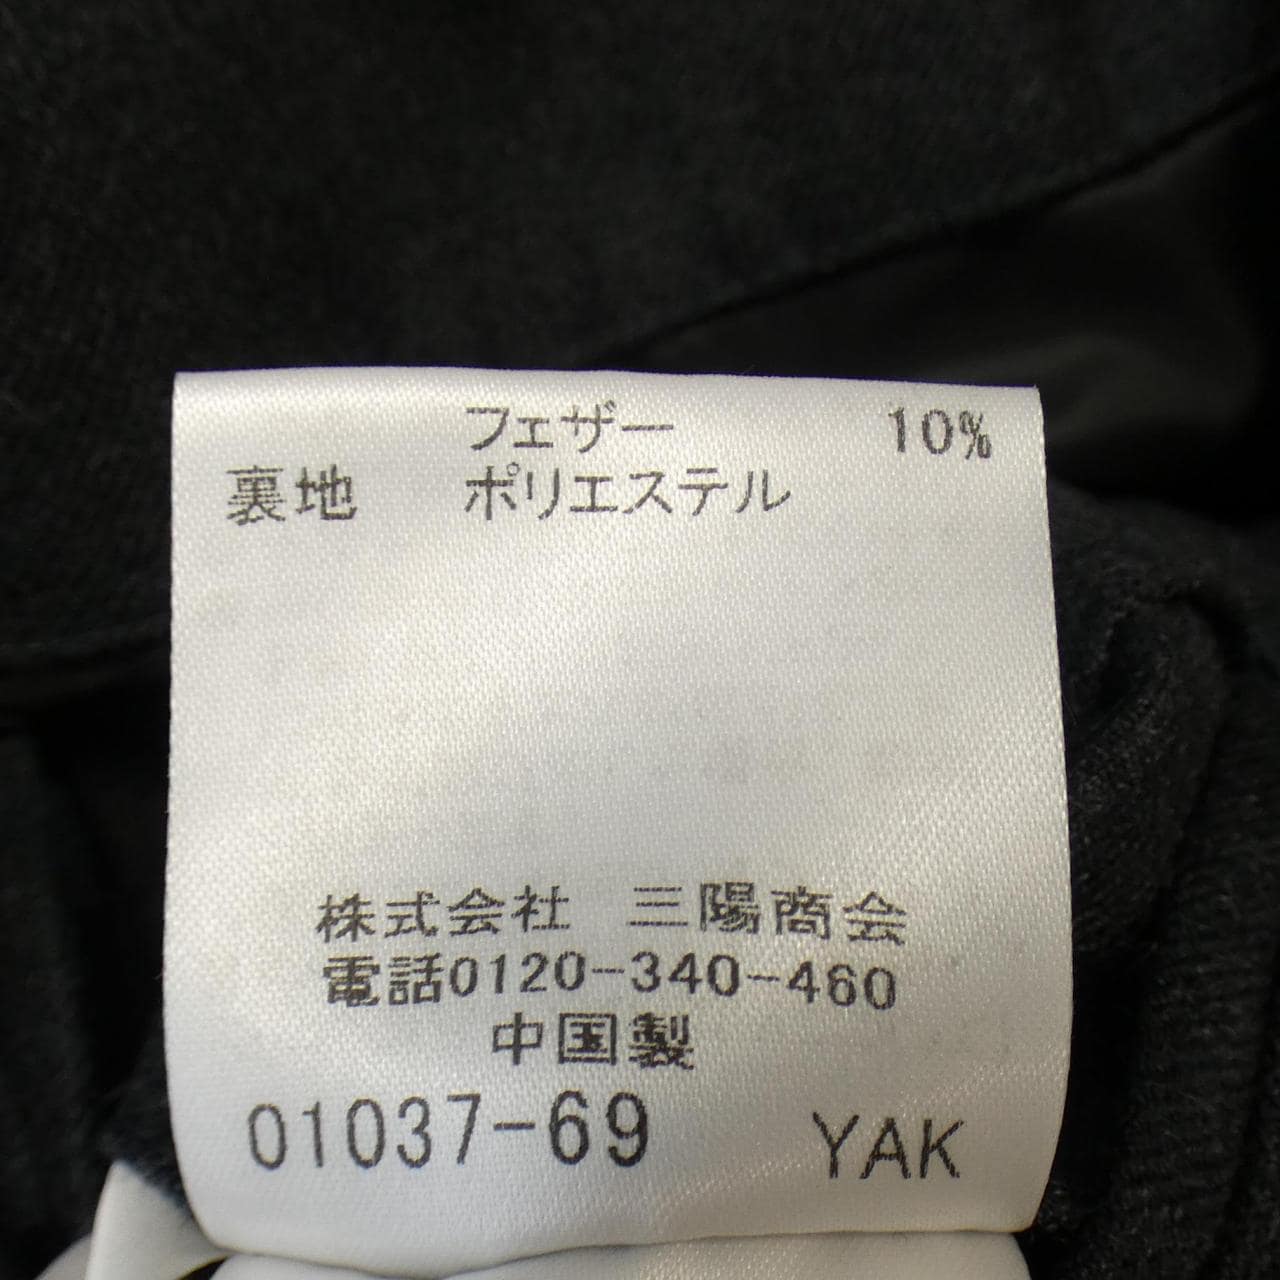 フェザー 10%
裏地 ポリエステル
株式会社 三陽商会
電話0120-340-460
中国製
01037-69 YAK